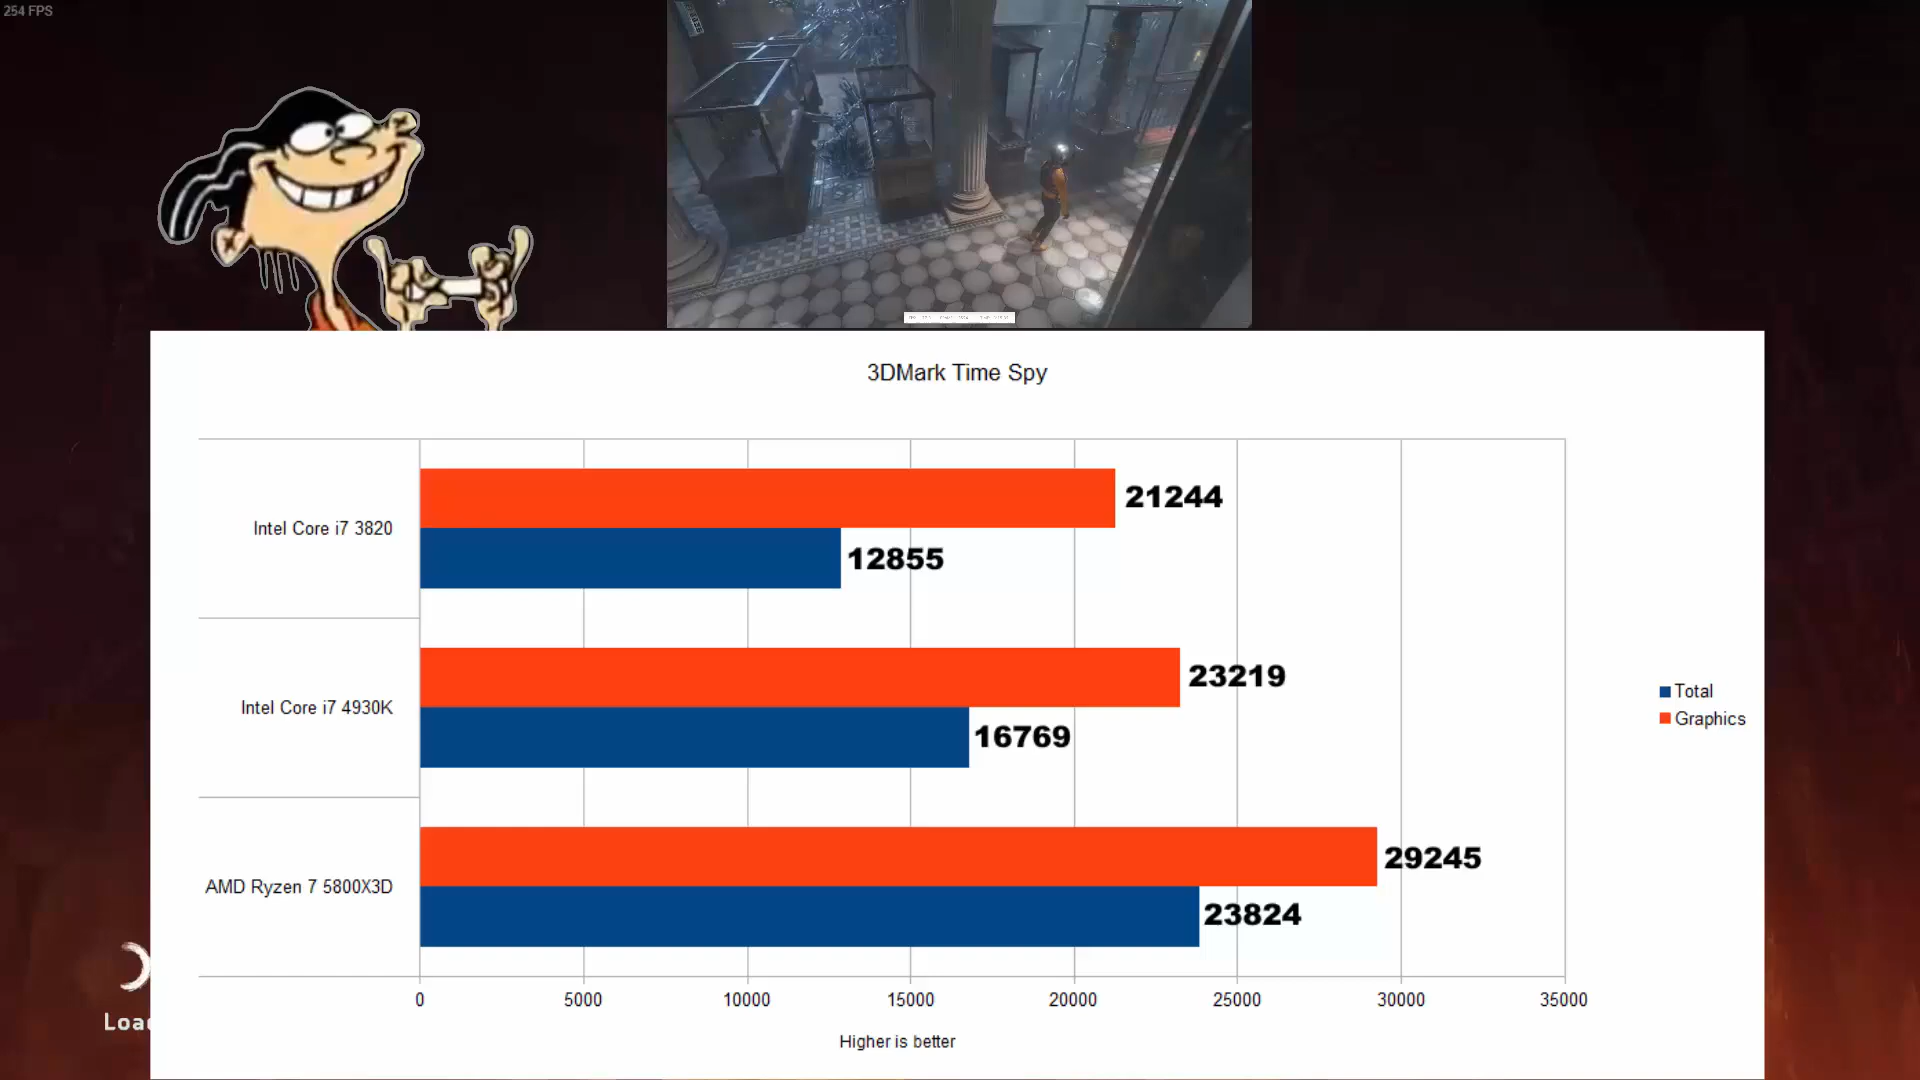 254 FPS
3DMark Time Spy
Intel Core i7 3820
21244
12855
Intel Core i7 4930K
23219
16769
AMD Ryzen 7 5800X3D
29245
23824
Total
Graphics
0 5000 10000 15000 20000 25000 30000 35000
Higher is better
Loa